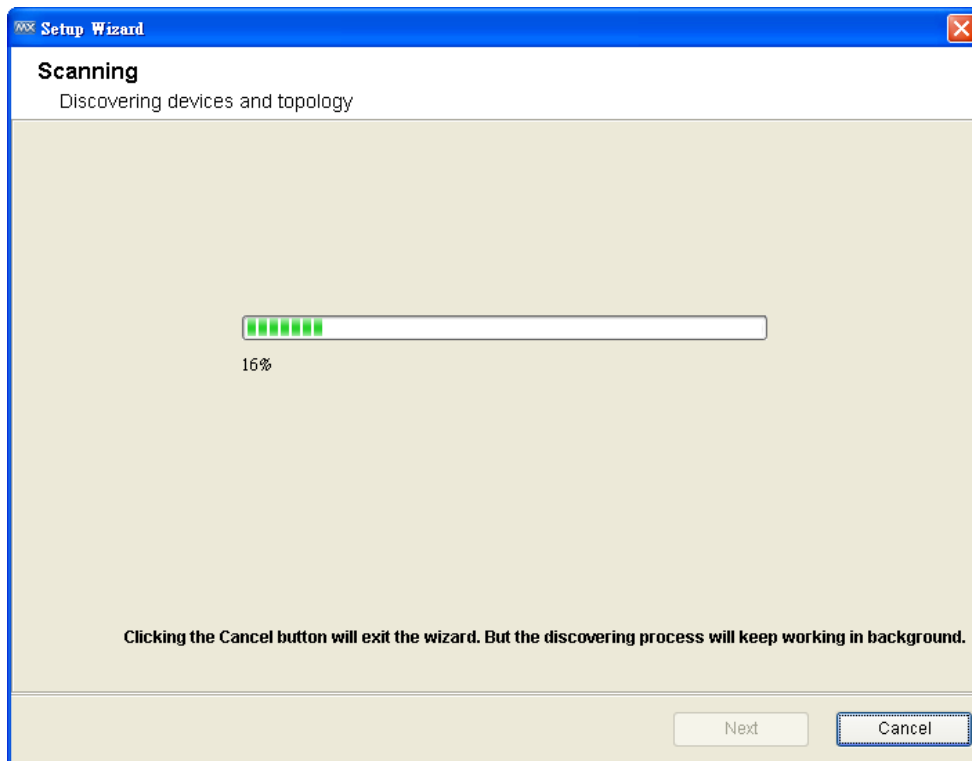 MX Setup Wizard
Scanning
Discovering devices and topology
16%
Clicking the Cancel button will exit the wizard. But the discovering process will keep working in background.
Next
Cancel